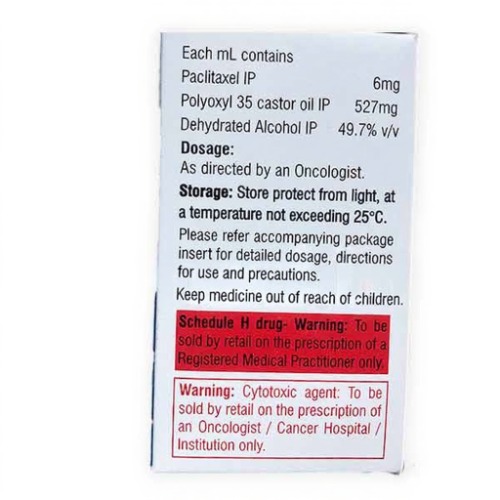 Each mL contains
Paclitaxel IP 6mg
Polyoxyl 35 castor oil IP 527mg
Dehydrated Alcohol IP 49.7% v/v
Dosage:
As directed by an Oncologist.
Storage: Store protect from light, at
a temperature not exceeding 25°C.
Please refer accompanying package
insert for detailed dosage, directions
for use and precautions.
Keep medicine out of reach of children.
Schedule H drug- Warning: To be
sold by retail on the prescription of a
Registered Medical Practitioner only.
Warning: Cytotoxic agent: To be
sold by retail on the prescription of
an Oncologist / Cancer Hospital /
Institution only.